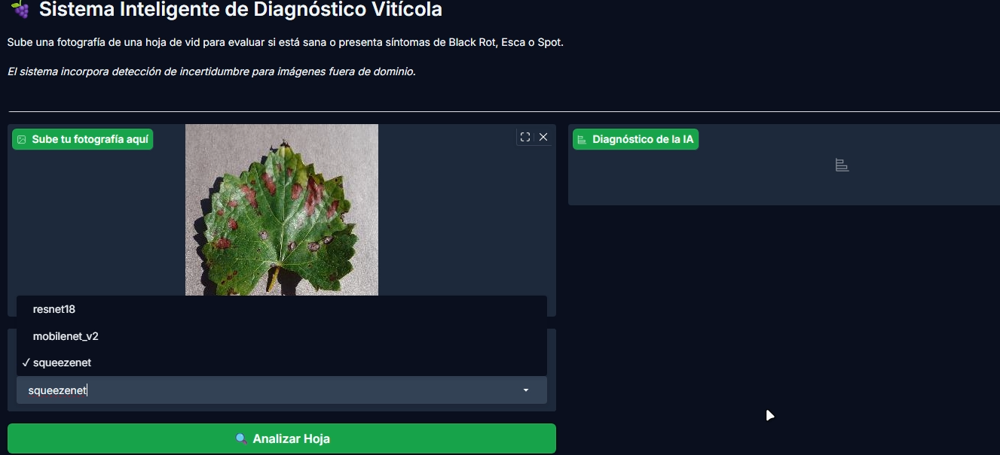 🍇 Sistema Inteligente de Diagnóstico Vitícola
Sube una fotografía de una hoja de vid para evaluar si está sana o presenta síntomas de Black Rot, Esca o Spot.
El sistema incorpora detección de incertidumbre para imágenes fuera de dominio.
Sube tu fotografía aquí
Diagnóstico de la IA
resnet18
mobilenet_v2
✓ squeezenet
squeezenet
🔍 Analizar Hoja